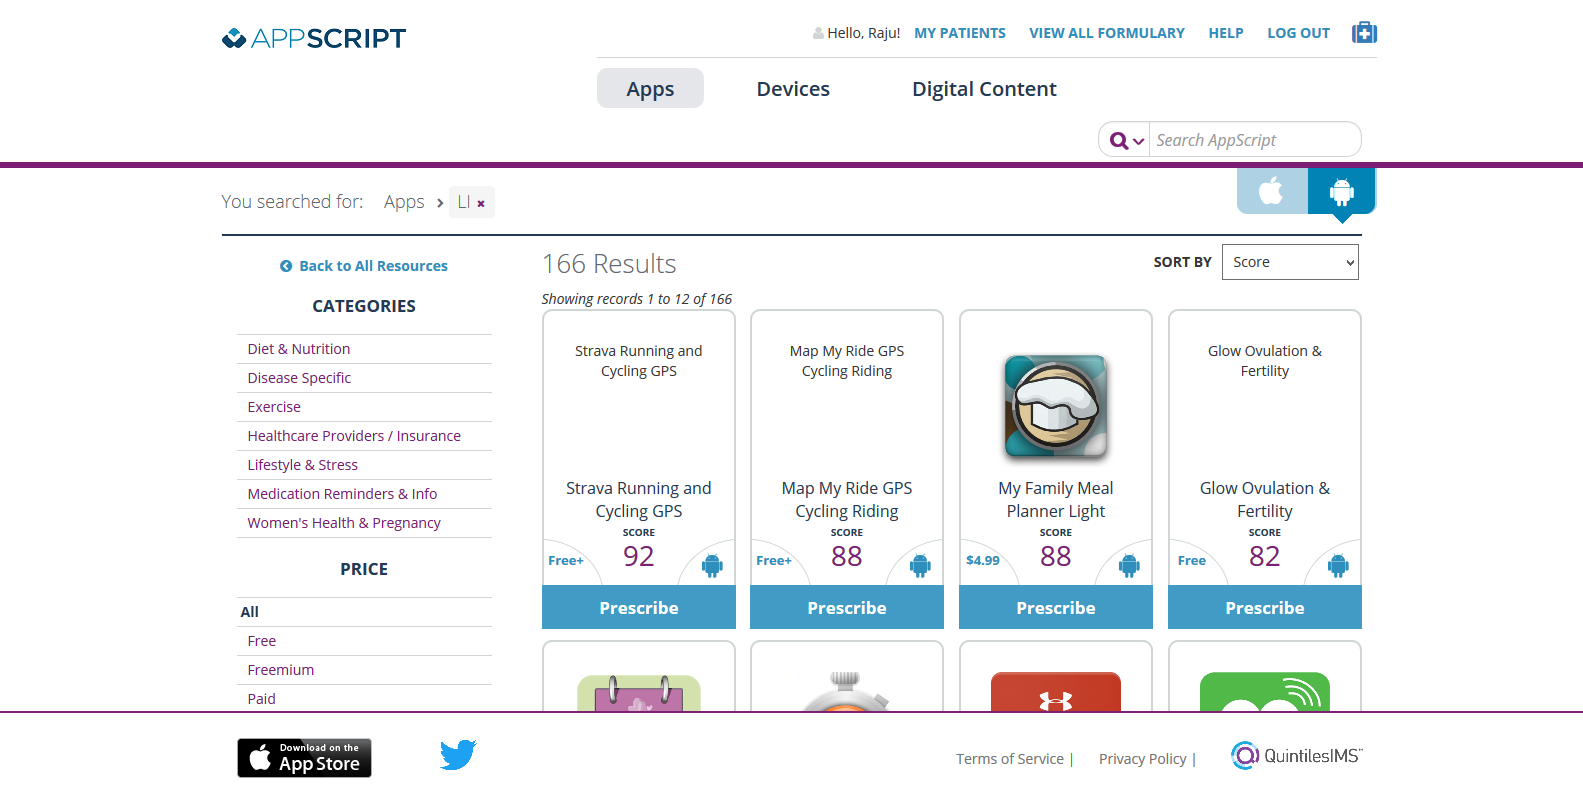 APPSCRIPT
Hello, Raju! MY PATIENTS VIEW ALL FORMULARY HELP LOG OUT
Apps Devices Digital Content
Search AppScript
You searched for: Apps LI
Back to All Resources
166 Results
SORT BY Score
Showing records 1 to 12 of 166
CATEGORIES
Diet & Nutrition
Disease Specific
Exercise
Healthcare Providers / Insurance
Lifestyle & Stress
Medication Reminders & Info
Women's Health & Pregnancy
PRICE
All
Free
Freemium
Paid
Strava Running and
Cycling GPS
Strava Running and
Cycling GPS
SCORE
Free+ 92
Prescribe
Map My Ride GPS
Cycling Riding
Map My Ride GPS
Cycling Riding
SCORE
Free+ 88
Prescribe
My Family Meal
Planner Light
SCORE
$4.99 88
Prescribe
Glow Ovulation &
Fertility
Glow Ovulation &
Fertility
SCORE
Free 82
Prescribe
Download on the
App Store
Terms of Service |
Privacy Policy |
QuintilesIMS™